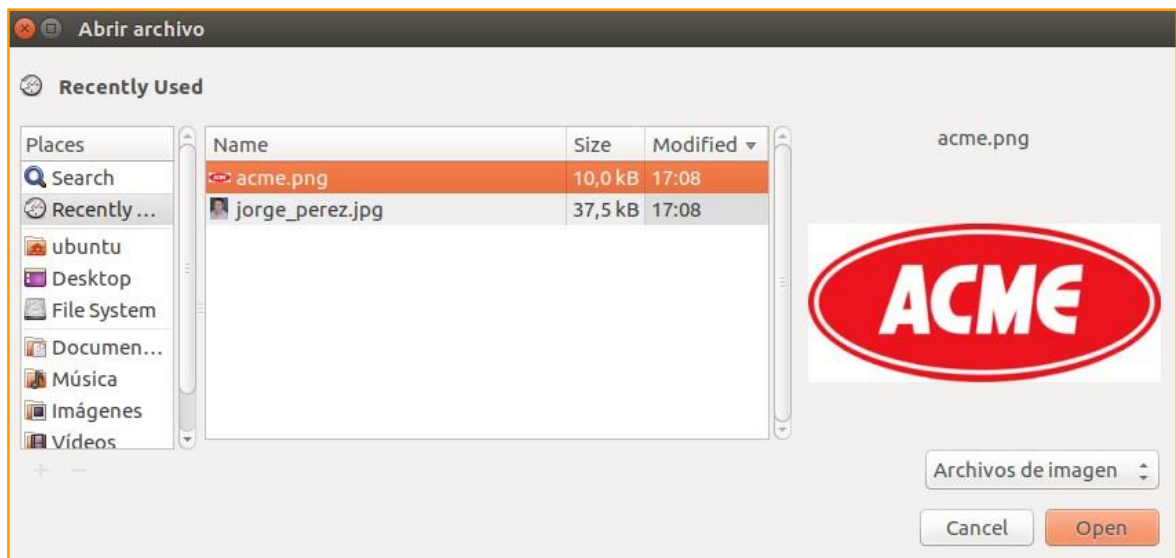 Abrir archivo
Recently Used
Places
Search
Recently ...
ubuntu
Desktop
File System
Documen...
Música
Imágenes
Vídeos
Name Size Modified
acme.png 10,0 kB 17:08
jorge_perez.jpg 37,5 kB 17:08
acme.png
ACME
Archivos de imagen
Cancel Open